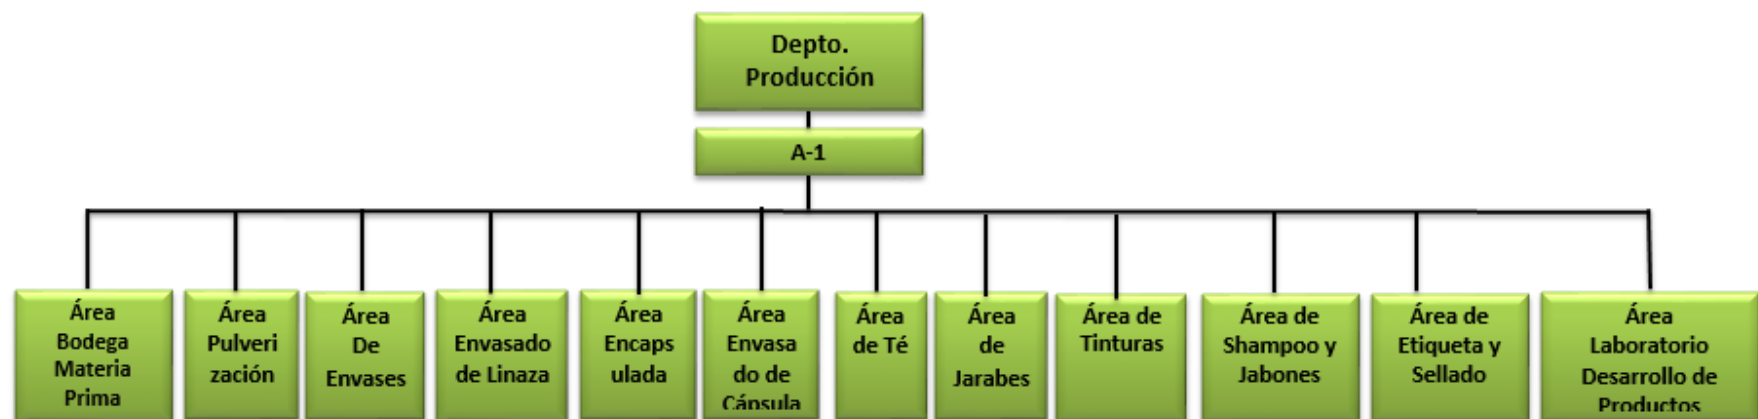 Depto.
Producción
A-1
Área
Bodega
Materia
Prima
Área
Pulveri
zación
Área
De
Envases
Área
Envasado
de Linaza
Área
Encaps
ulada
Área
Envasa
do de
Cápsula
Área
de Té
Área
de
Jarabes
Área de
Tinturas
Área de
Shampoo y
Jabones
Área de
Etiqueta y
Sellado
Área
Laboratorio
Desarrollo de
Productos